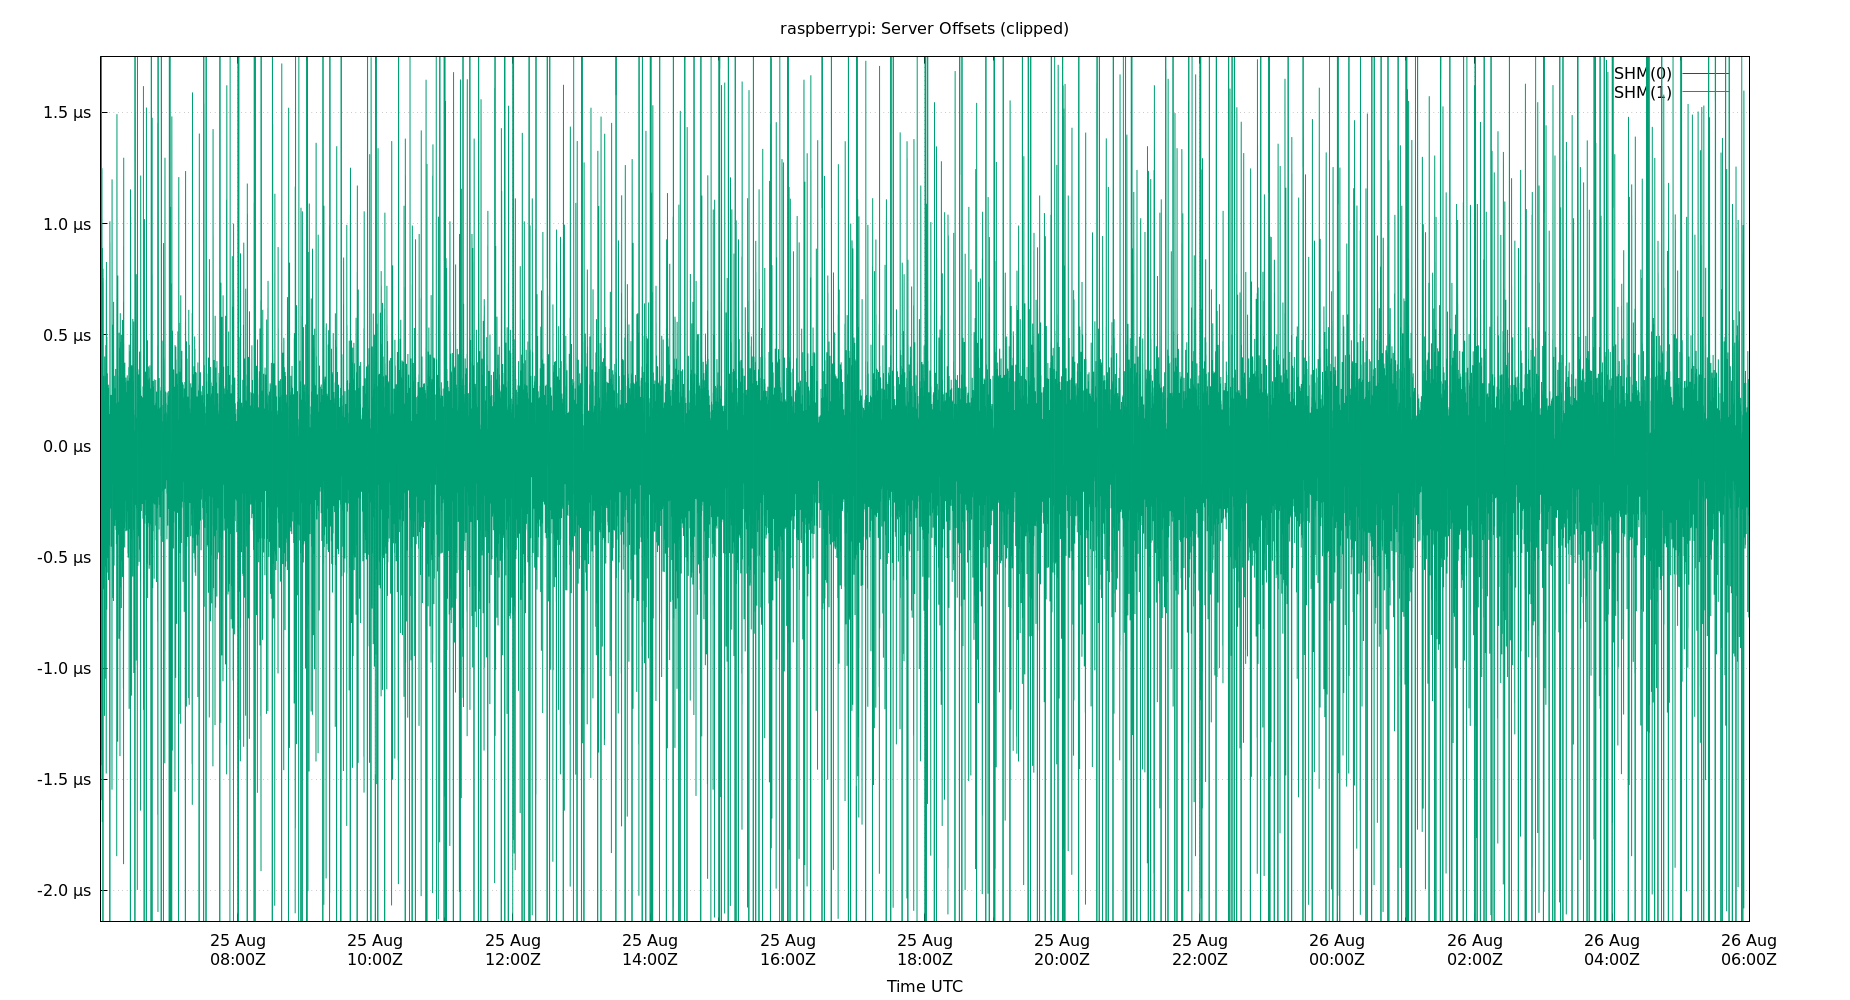 raspberrypi: Server Offsets (clipped)
SHM(0)
SHM(1)
1.5 µs
1.0 µs
0.5 µs
0.0 µs
-0.5 µs
-1.0 µs
-1.5 µs
-2.0 µs
25 Aug 25 Aug 25 Aug 25 Aug 25 Aug 25 Aug 25 Aug 25 Aug 26 Aug 26 Aug 26 Aug 26 Aug
08:00Z 10:00Z 12:00Z 14:00Z 16:00Z 18:00Z 20:00Z 22:00Z 00:00Z 02:00Z 04:00Z 06:00Z
Time UTC